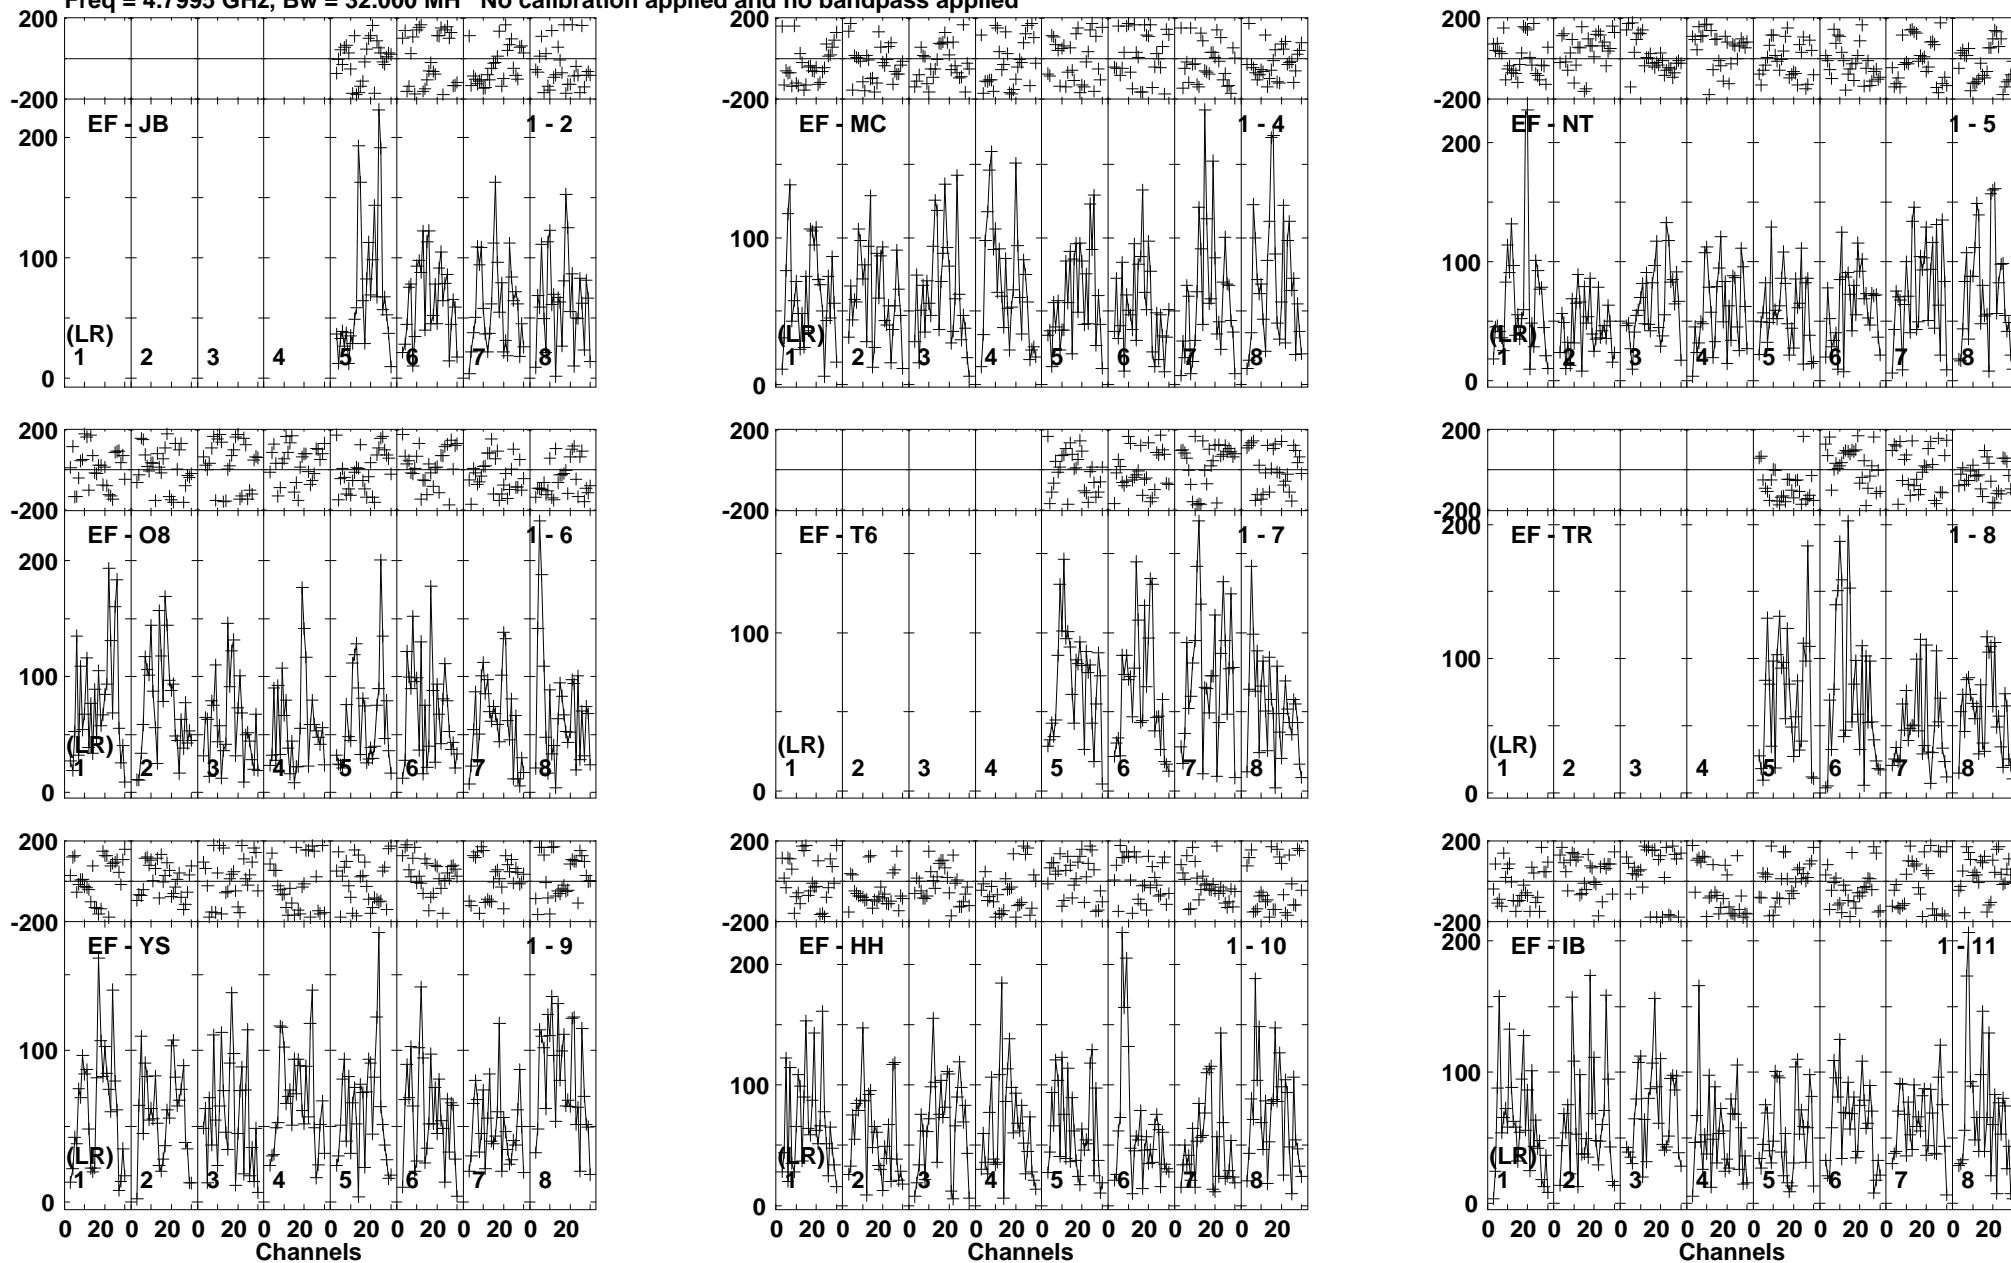 Freq = 4.7995 GHz, Bw = 32.000 MH No calibration applied and no bandpass applied
200 200 200
-200 -200 -200
EF - JB 1 - 2 EF - MC 1 - 4 EF - NT 1 - 5
200 200
100 100 100
(LR) (LR) (LR)
1 2 3 4 5 6 7 8 1 2 3 4 5 6 7 8 1 2 3 4 5 6 7 8
0 0 0
200 200 200
-200 -200 -200
EF - O8 1 - 6 EF - T6 1 - 7 EF - TR 1 - 8
200 200
100 100 100
(LR) (LR) (LR)
1 2 3 4 5 6 7 8 1 2 3 4 5 6 7 8 1 2 3 4 5 6 7 8
0 0 0
200 200 200
-200 -200 -200
EF - YS 1 - 9 EF - HH 1 - 10 EF - IB 1 - 11
200 200
100 100 100
(LR) (LR) (LR)
1 2 3 4 5 6 7 8 1 2 3 4 5 6 7 8 1 2 3 4 5 6 7 8
0 0 0
0 20 0 20 0 20 0 20 0 20 0 20 0 20 0 20 0 20 0 20 0 20 0 20 0 20 0 20 0 20 0 20 0 20 0 20 0 20 0 20 0 20 0 20 0 20 0 20
Channels Channels Channels